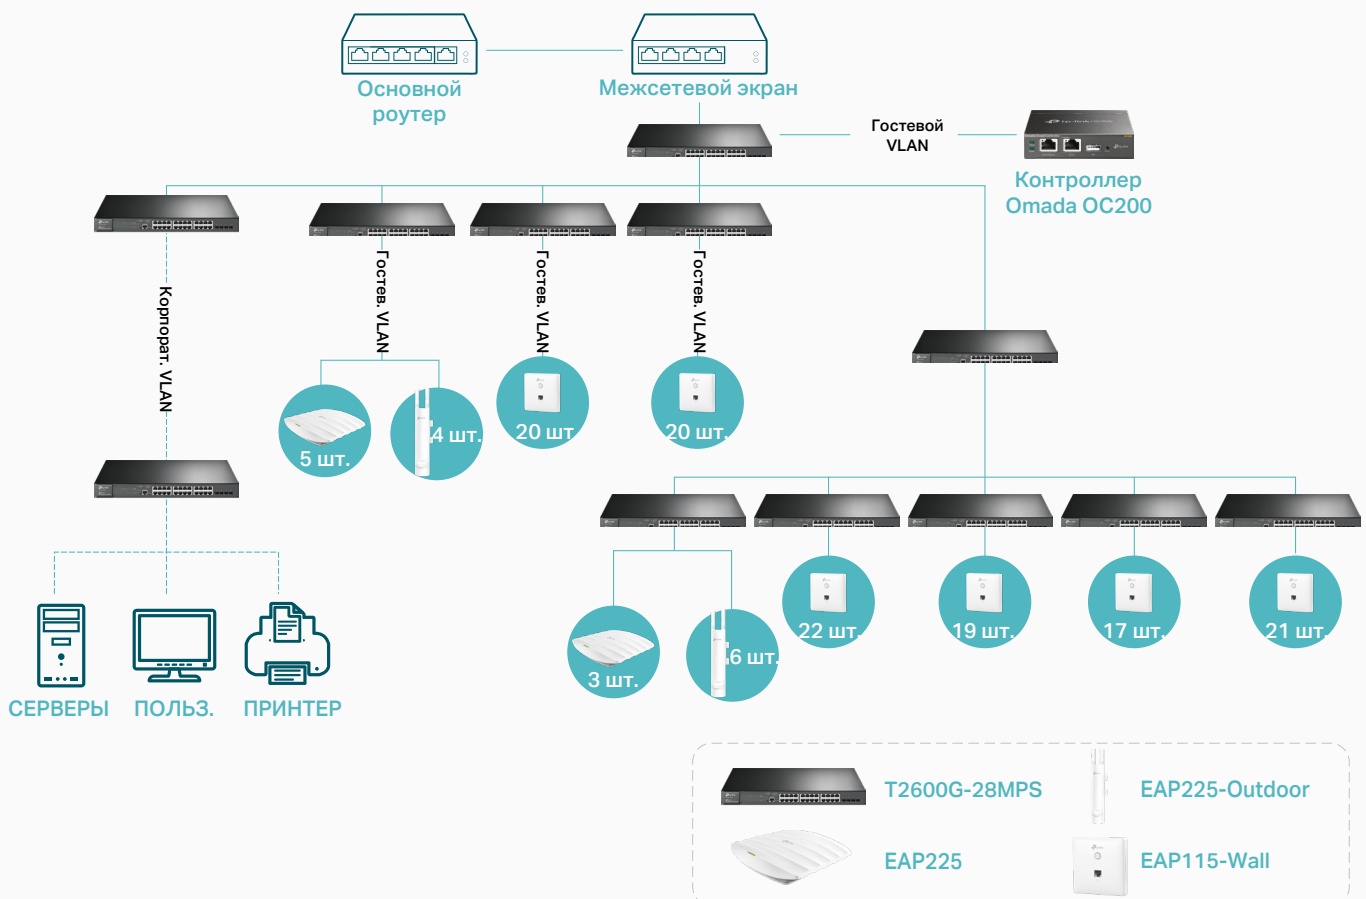 Основной
роутер
Межсетевой экран
Гостевой
VLAN
Контроллер
Omada OC200
Корпорат. VLAN
Гостев. VLAN
Гостев. VLAN
Гостев. VLAN
5 шт.
4 шт.
20 шт.
20 шт.
3 шт.
6 шт.
22 шт.
19 шт.
17 шт.
21 шт.
СЕРВЕРЫ
ПОЛЬЗ.
ПРИНТЕР
T2600G-28MPS
EAP225-Outdoor
EAP225
EAP115-Wall